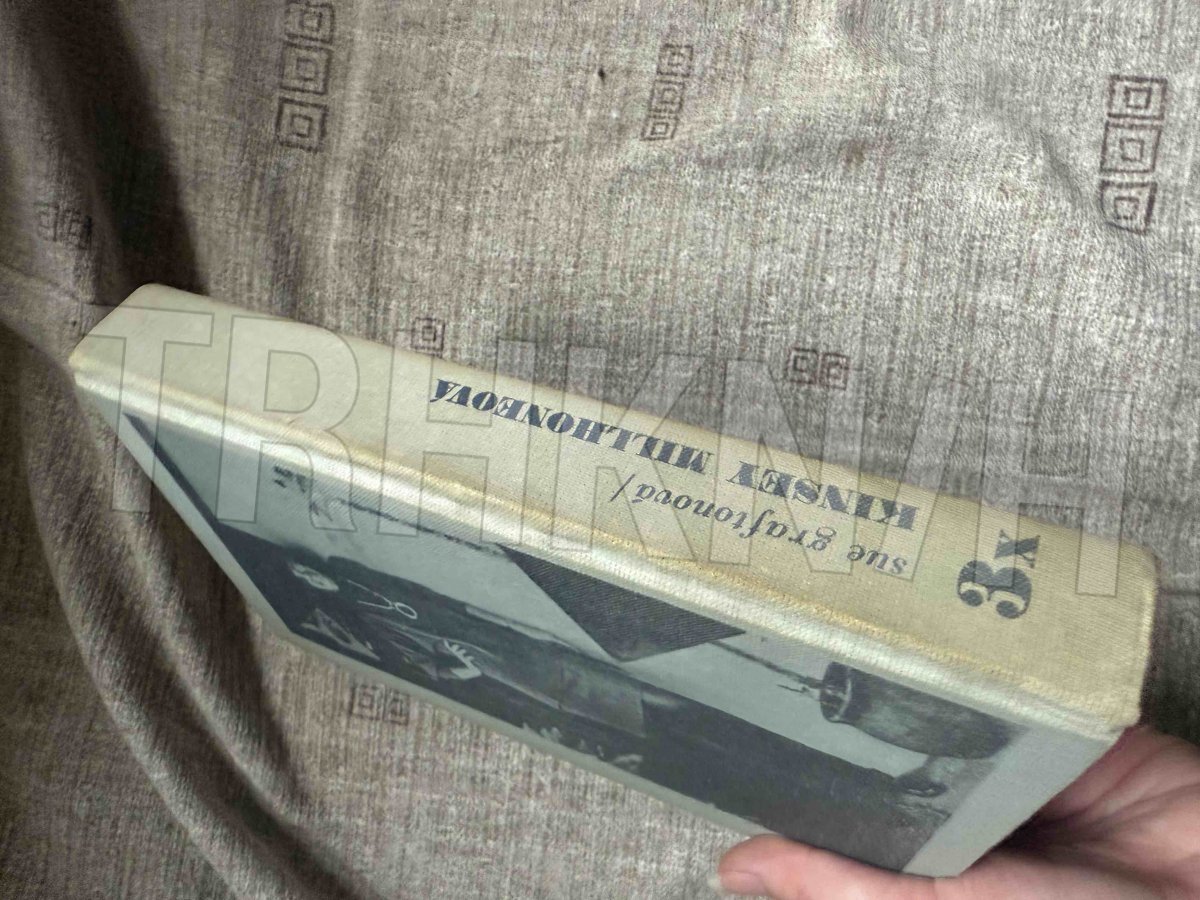 3x
sue graftonová/
KINSEY MILLHONEOVÁ
TRHKNIH